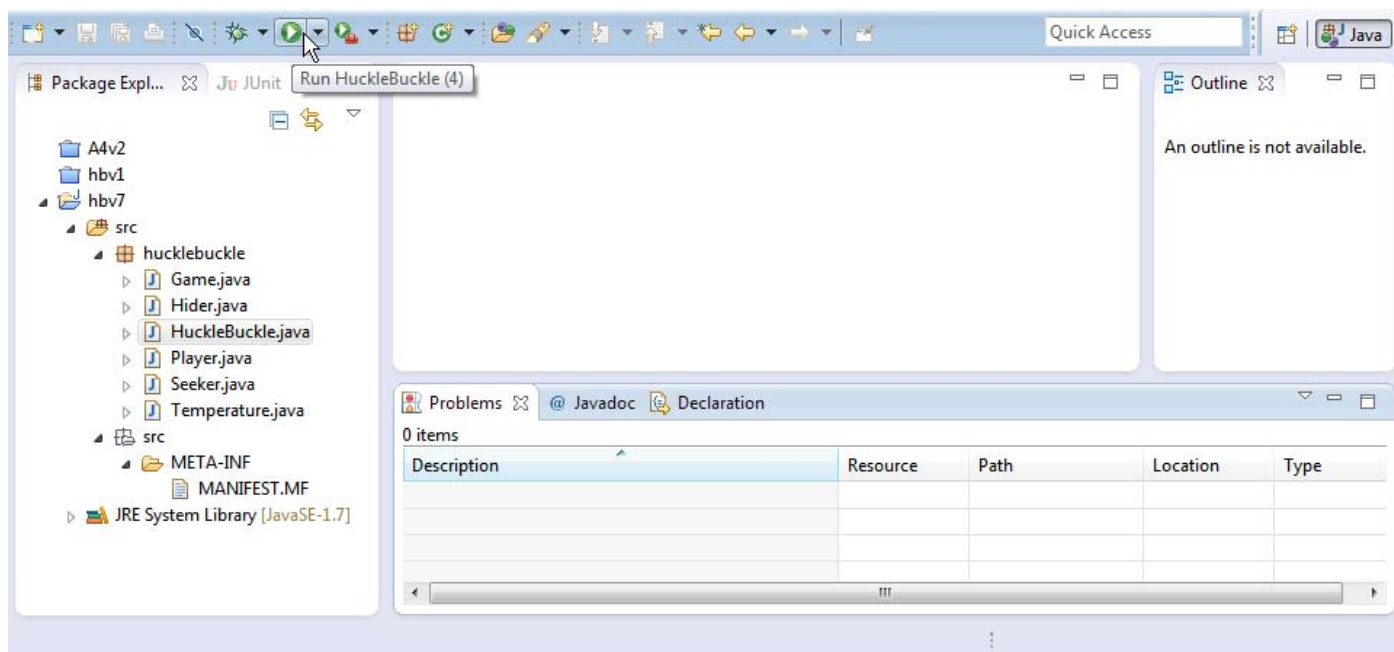 Quick Access
Java
Package Expl...
JUnit
Run HuckleBuckle (4)
Outline
An outline is not available.
A4v2
hbv1
hbv7
src
hucklebuckle
Game.java
Hider.java
HuckleBuckle.java
Player.java
Seeker.java
Temperature.java
src
META-INF
MANIFEST.MF
JRE System Library [JavaSE-1.7]
Problems @ Javadoc Declaration
0 items
Description Resource Path Location Type